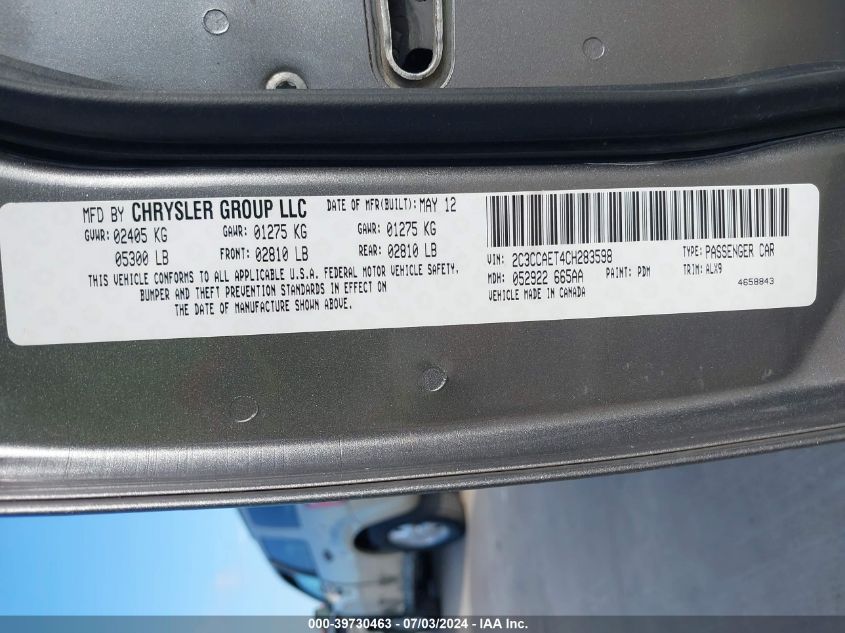 MFD BY CHRYSLER GROUP LLC DATE OF MFR(BUILT): MAY 12
GVWR: 02405 KG GAWR: 01275 KG GAWR: 01275 KG
05300 LB FRONT: 02810 LB REAR: 02810 LB
THIS VEHICLE CONFORMS TO ALL APPLICABLE U.S.A. FEDERAL MOTOR VEHICLE SAFETY,
BUMPER AND THEFT PREVENTION STANDARDS IN EFFECT ON
THE DATE OF MANUFACTURE SHOWN ABOVE.
VIN: 2C3CCAET4CH283598 TYPE: PASSENGER CAR
MDH: 052922 665AA PAINT: PDM TRIM: ALX9
VEHICLE MADE IN CANADA 4658843
000-39730463 - 07/03/2024 - IAA Inc.